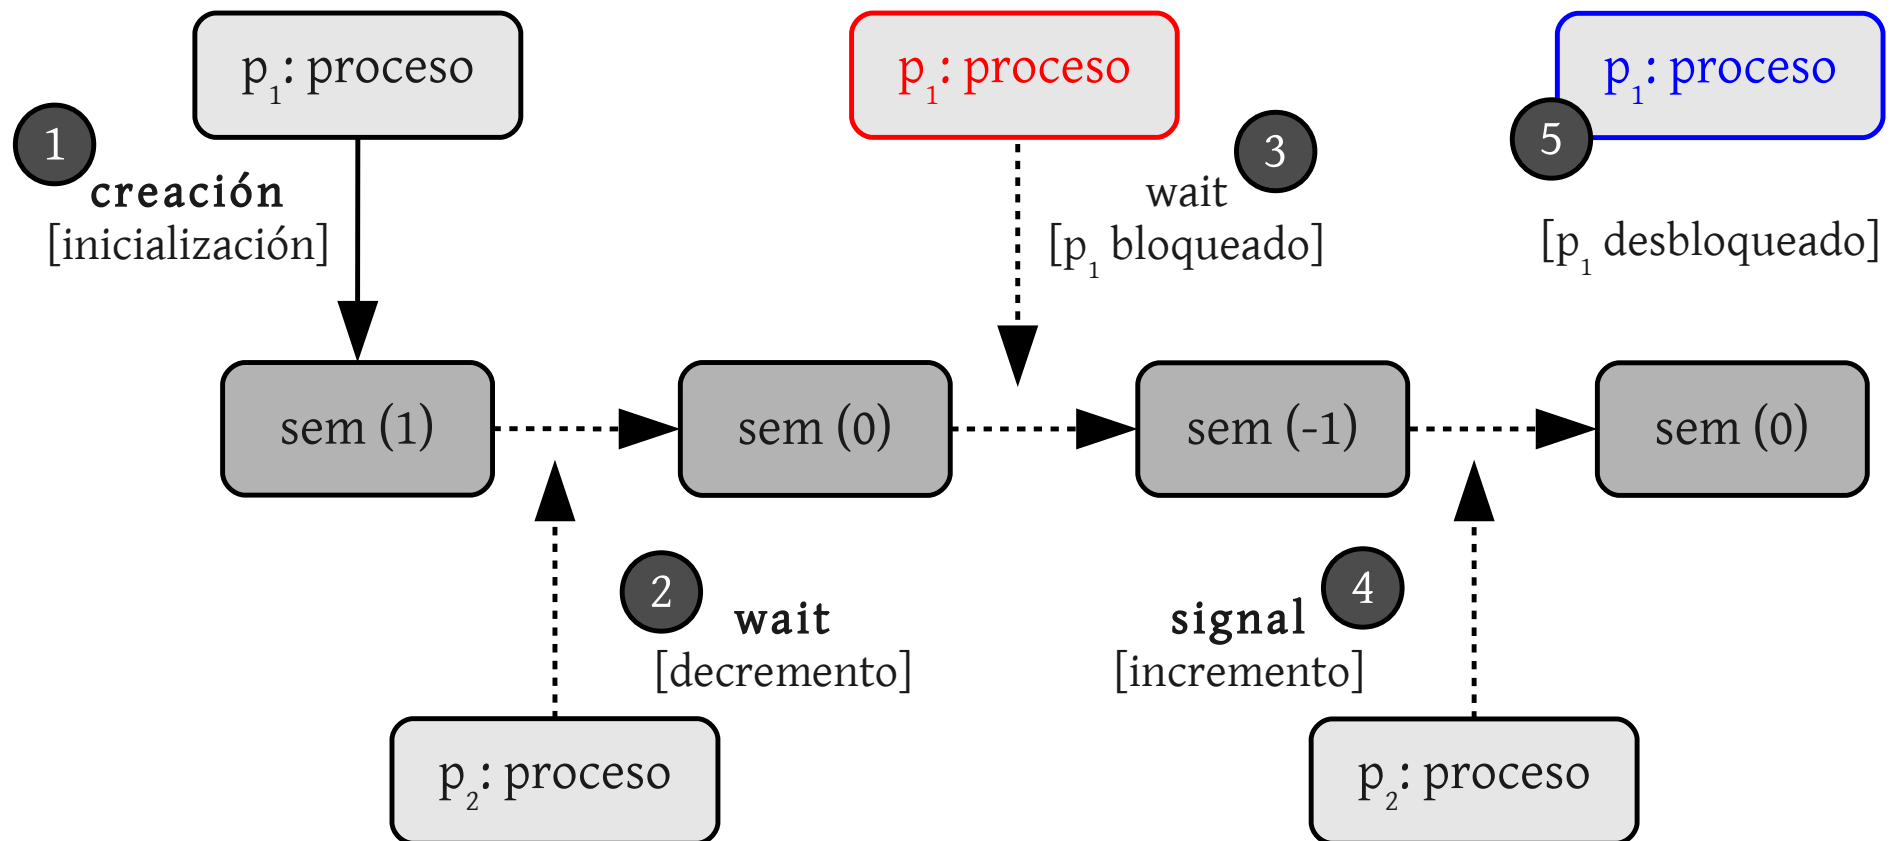 p1: proceso
p1: proceso
p1: proceso
1
creación
[inicialización]
3
wait
[p1 bloqueado]
5
[p1 desbloqueado]
sem (1)
sem (0)
sem (-1)
sem (0)
2
wait
[decremento]
4
signal
[incremento]
p2: proceso
p2: proceso